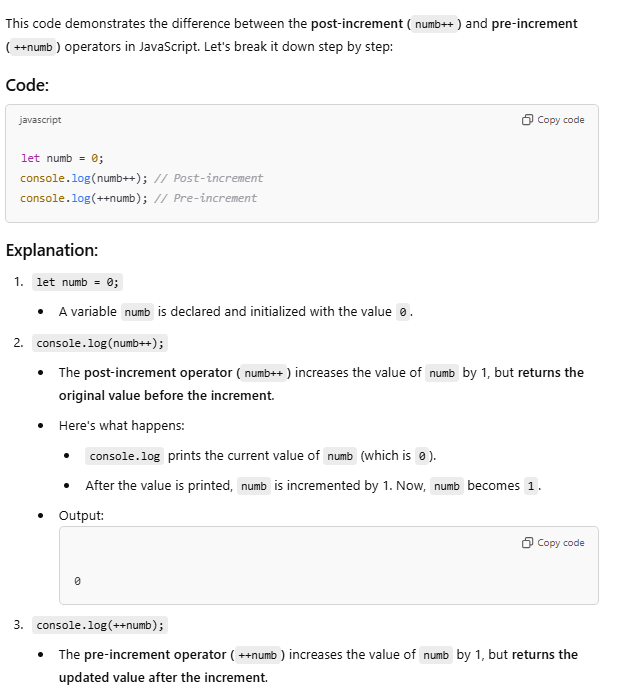 This code demonstrates the difference between the post-increment ( numb++ ) and pre-increment
( ++numb ) operators in JavaScript. Let's break it down step by step:
Code:
javascript
Copy code
let numb = 0;
console.log(numb++); // Post-increment
console.log(++numb); // Pre-increment
Explanation:
1. let numb = 0;
• A variable numb is declared and initialized with the value 0 .
2. console.log(numb++);
• The post-increment operator ( numb++ ) increases the value of numb by 1, but returns the
original value before the increment.
• Here's what happens:
• console.log prints the current value of numb (which is 0 ).
• After the value is printed, numb is incremented by 1. Now, numb becomes 1 .
• Output:
Copy code
0
3. console.log(++numb);
• The pre-increment operator ( ++numb ) increases the value of numb by 1, but returns the
updated value after the increment.